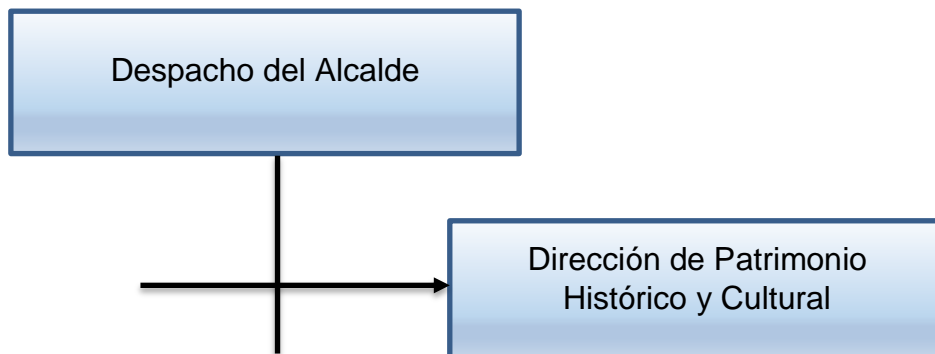 Despacho del Alcalde
Dirección de Patrimonio
Histórico y Cultural